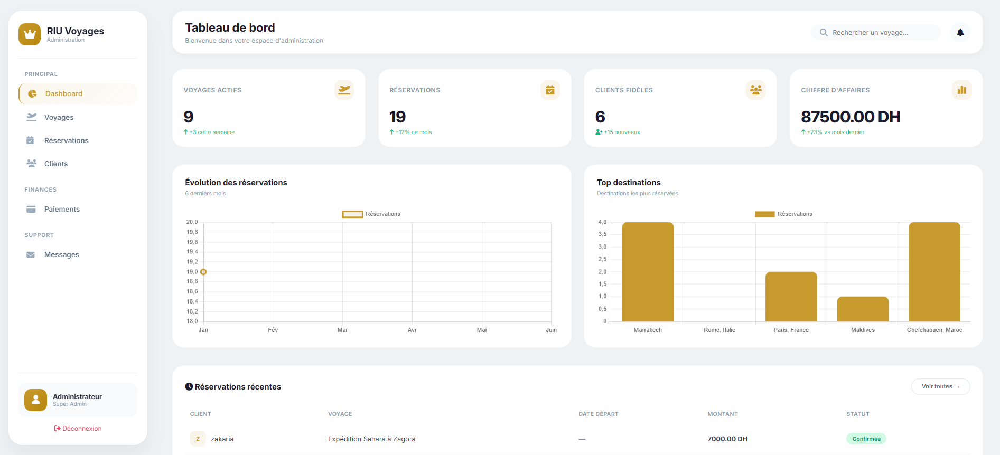 RIU Voyages
Administration
PRINCIPAL
Dashboard
Voyages
Réservations
Clients
FINANCES
Paiements
SUPPORT
Messages
Administrateur
Super Admin
Déconnexion
Tableau de bord
Bienvenue dans votre espace d'administration
Rechercher un voyage...
VOYAGES ACTIFS
9
+3 cette semaine
RÉSERVATIONS
19
+12% ce mois
CLIENTS FIDÈLES
6
+15 nouveaux
CHIFFRE D'AFFAIRES
87500.00 DH
+23% vs mois dernier
Évolution des réservations
6 derniers mois
Réservations
20,0
19,8
19,6
19,4
19,2
19,0
18,8
18,6
18,4
18,2
18,0
Jan Fév Mar Avr Mai Juin
Top destinations
Destinations les plus réservées
Réservations
4,0
3,5
3,0
2,5
2,0
1,5
1,0
0,5
0
Marrakech Rome, Italie Paris, France Maldives Chefchaouen, Maroc
Réservations récentes
Voir toutes →
CLIENT VOYAGE DATE DÉPART MONTANT STATUT
Z zakaria Expédition Sahara à Zagora — 7000.00 DH Confirmée